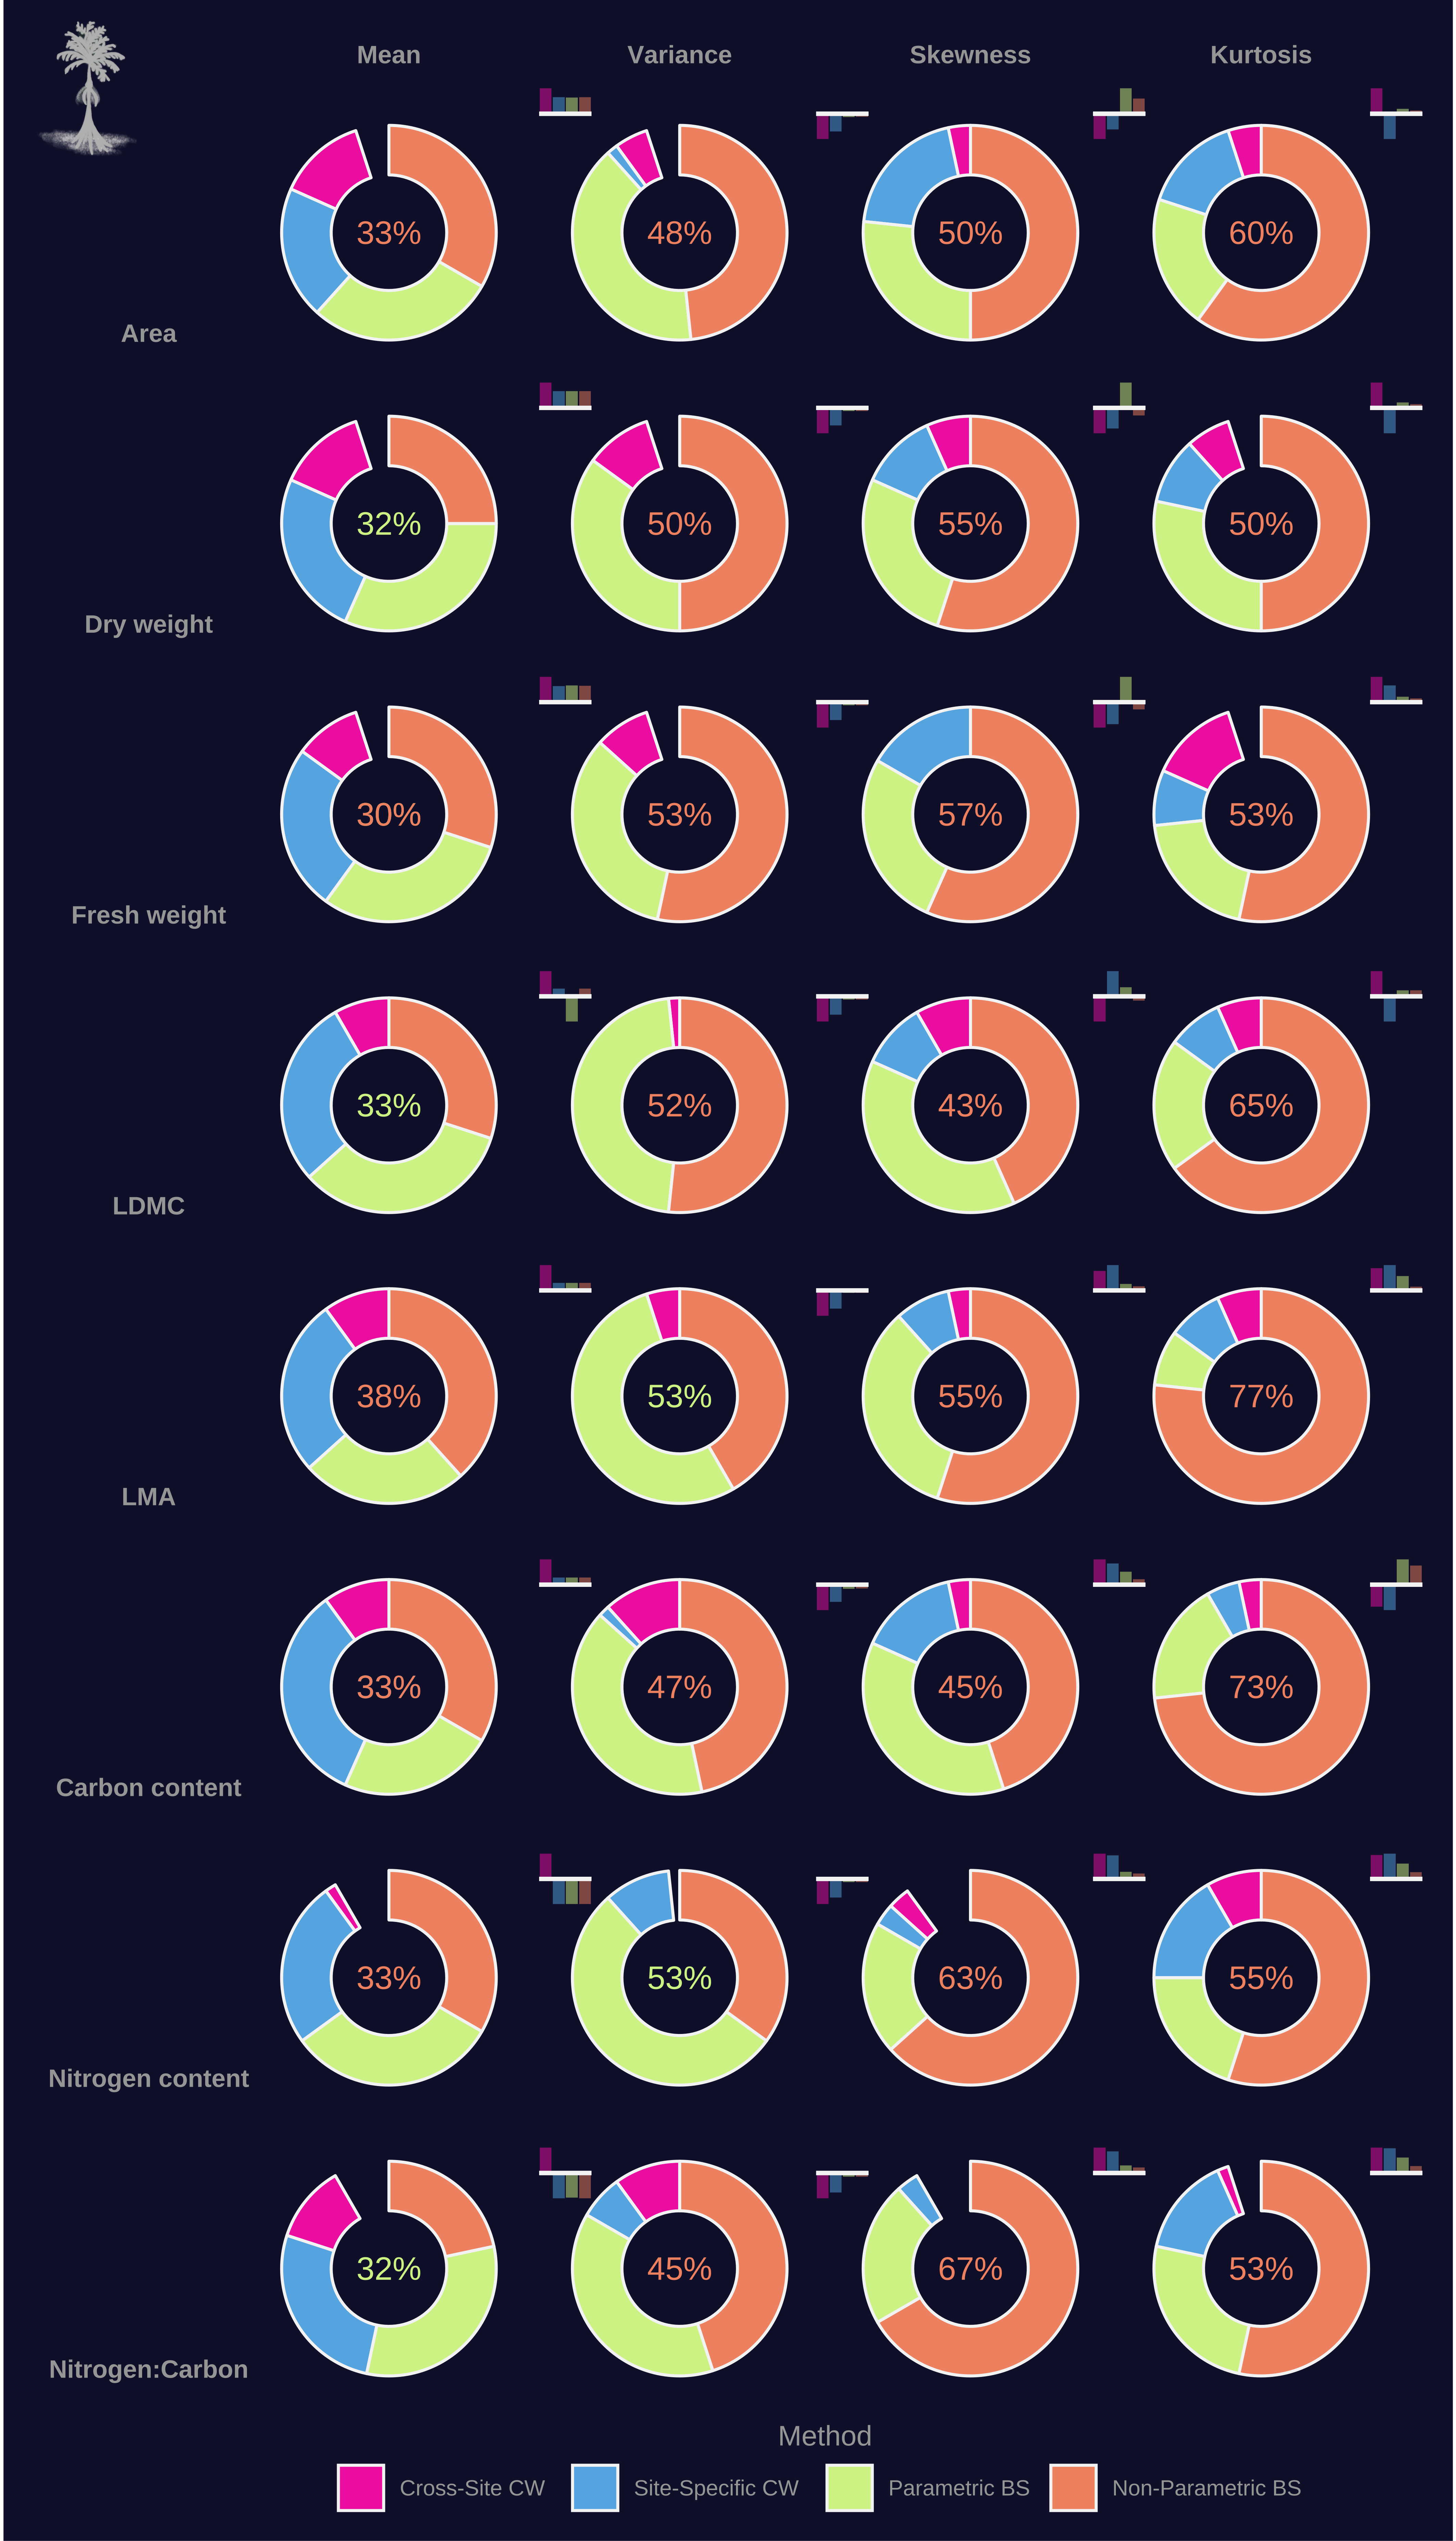 Mean Variance Skewness Kurtosis
33% 48% 50% 60%
Area
32% 50% 55% 50%
Dry weight
30% 53% 57% 53%
Fresh weight
33% 52% 43% 65%
LDMC
38% 53% 55% 77%
LMA
33% 47% 45% 73%
Carbon content
33% 53% 63% 55%
Nitrogen content
32% 45% 67% 53%
Nitrogen:Carbon
Method
Cross-Site CW Site-Specific CW Parametric BS Non-Parametric BS